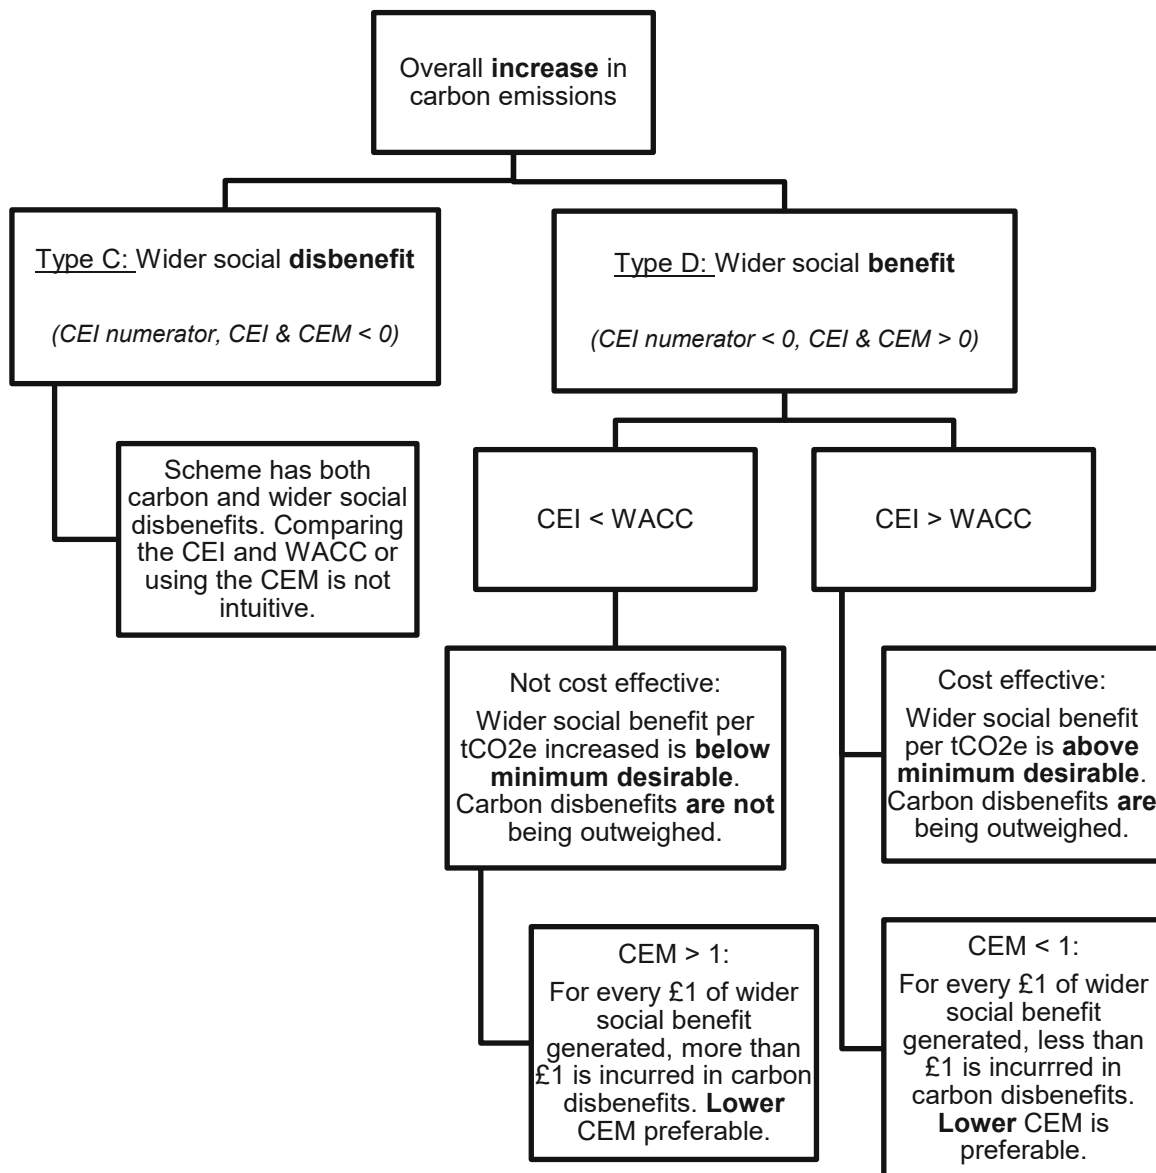 Overall increase in
carbon emissions
Type C: Wider social disbenefit
(CEI numerator, CEI & CEM < 0)
Type D: Wider social benefit
(CEI numerator < 0, CEI & CEM > 0)
Scheme has both
carbon and wider social
disbenefits. Comparing
the CEI and WACC or
using the CEM is not
intuitive.
CEI < WACC
CEI > WACC
Not cost effective:
Wider social benefit per
tCO2e increased is below
minimum desirable.
Carbon disbenefits are not
being outweighed.
Cost effective:
Wider social benefit
per tCO2e is above
minimum desirable.
Carbon disbenefits are
being outweighed.
CEM > 1:
For every £1 of wider
social benefit
generated, more than
£1 is incurred in carbon
disbenefits. Lower
CEM preferable.
CEM < 1:
For every £1 of wider
social benefit
generated, less than
£1 is incurrred in
carbon disbenefits.
Lower CEM is
preferable.